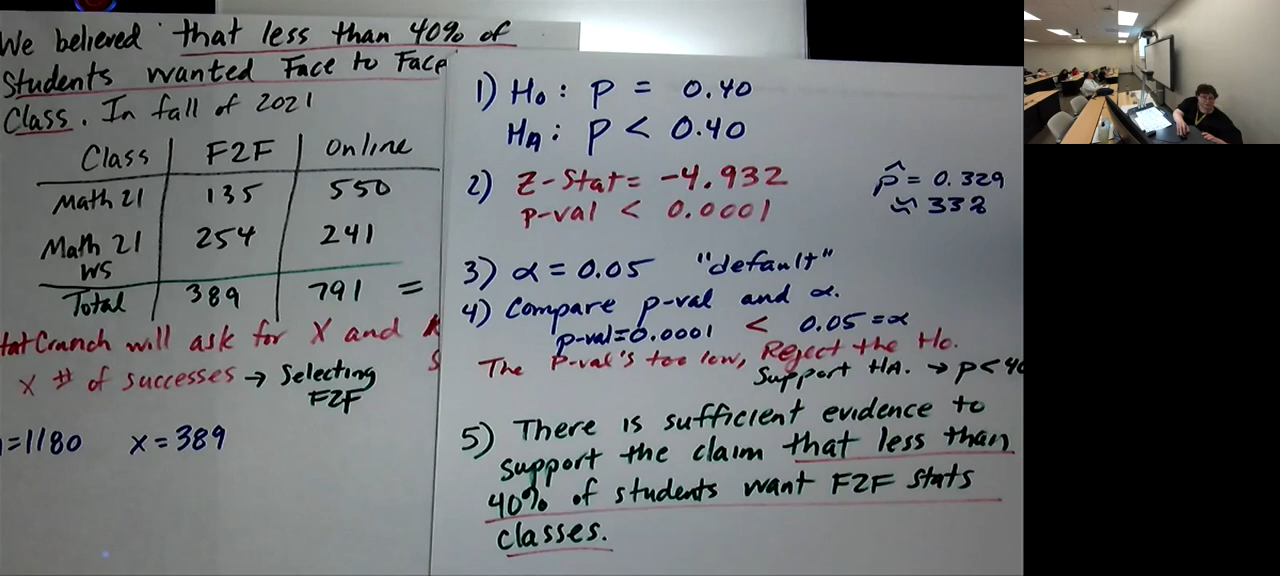 We believed that less than 40% of
Students wanted Face to Face
Class. In fall of 2021
Class F2F Online
Math 21 135 550
Math 21 WS 254 241
Total 389 791 =
tatCrunch will ask for X and
X # of successes → Selecting
F2F
=1180 x=389
1) Ho: p = 0.40
HA: p < 0.40
2) Z-Stat= -4.932
p-val < 0.0001
p̂ = 0.329
≈ 33%
3) α = 0.05 "default"
4) Compare p-val and α.
p-val=0.0001 < 0.05=α
The P-val's too low, Reject the Ho.
Support HA. → p<40
5) There is sufficient evidence to
support the claim that less than
40% of students want F2F stats
classes.